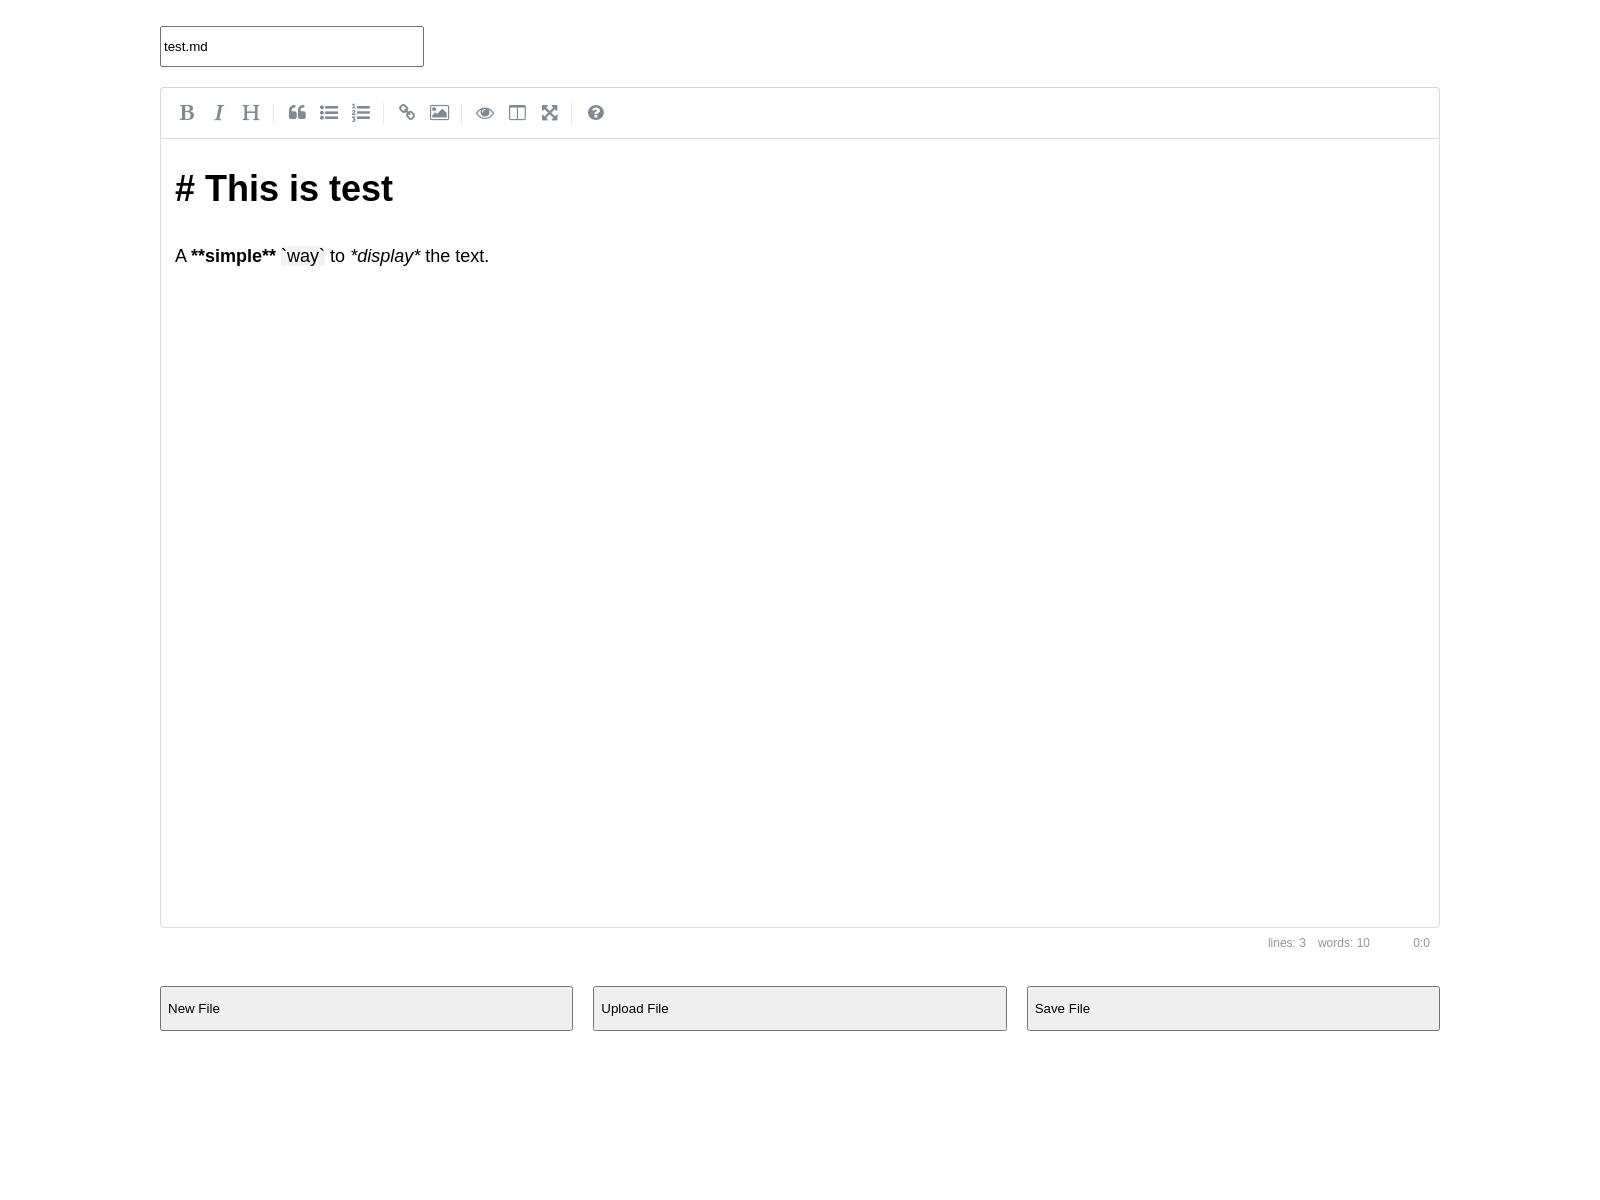 test.md
# This is test
A **simple** `way` to *display* the text.
lines: 3 words: 10 0:0
New File Upload File Save File